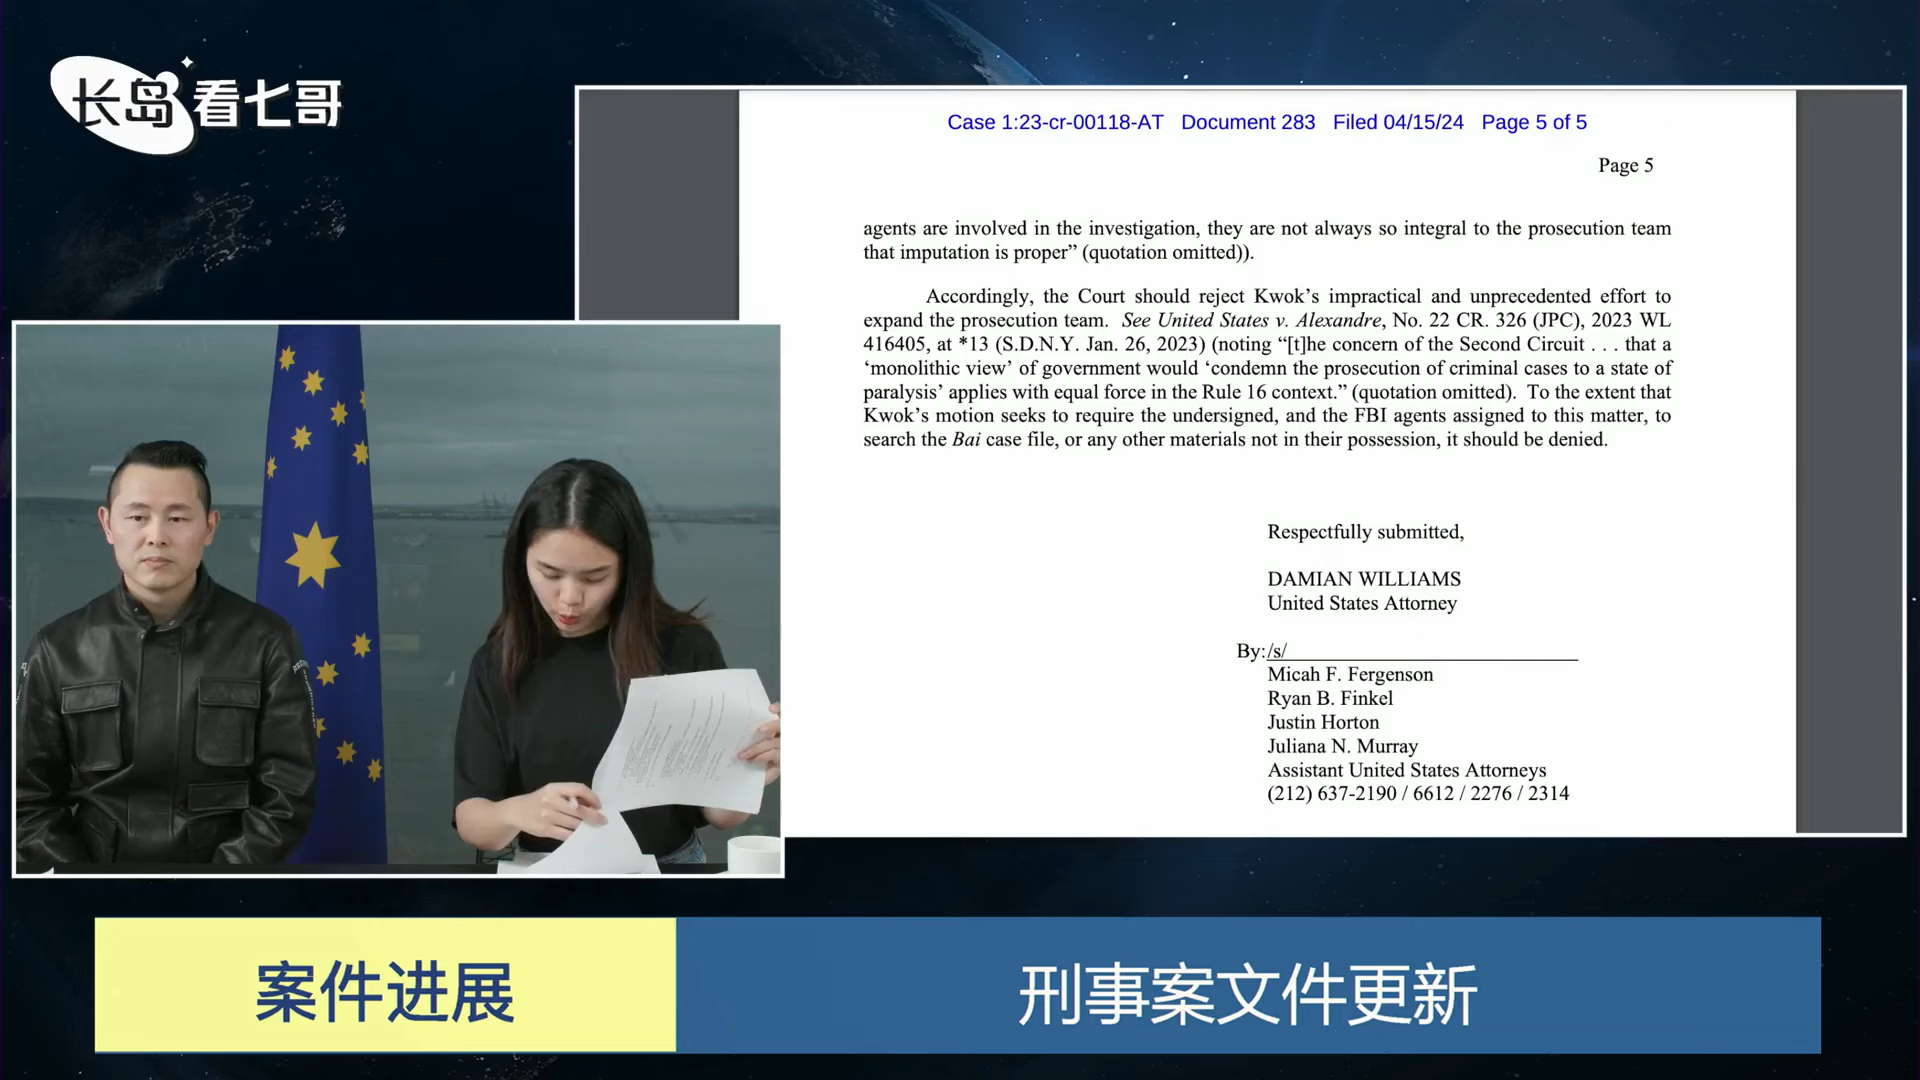 长岛看七哥
Case 1:23-cr-00118-AT Document 283 Filed 04/15/24 Page 5 of 5
Page 5
agents are involved in the investigation, they are not always so integral to the prosecution team
that imputation is proper” (quotation omitted)).
Accordingly, the Court should reject Kwok’s impractical and unprecedented effort to
expand the prosecution team. See United States v. Alexandre, No. 22 CR. 326 (JPC), 2023 WL
416405, at *13 (S.D.N.Y. Jan. 26, 2023) (noting “[t]he concern of the Second Circuit . . . that a
‘monolithic view’ of government would ‘condemn the prosecution of criminal cases to a state of
paralysis’ applies with equal force in the Rule 16 context.” (quotation omitted). To the extent that
Kwok’s motion seeks to require the undersigned, and the FBI agents assigned to this matter, to
search the Bai case file, or any other materials not in their possession, it should be denied.
Respectfully submitted,
DAMIAN WILLIAMS
United States Attorney
By:/s/
Micah F. Fergenson
Ryan B. Finkel
Justin Horton
Juliana N. Murray
Assistant United States Attorneys
(212) 637-2190 / 6612 / 2276 / 2314
案件进展
刑事案文件更新